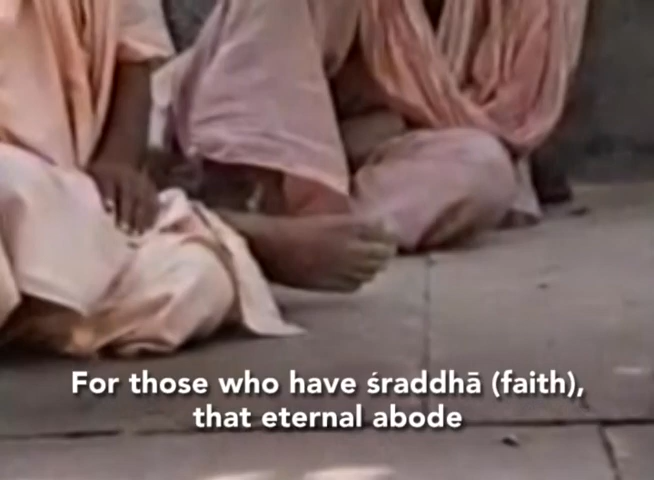 For those who have śraddhā (faith),
that eternal abode